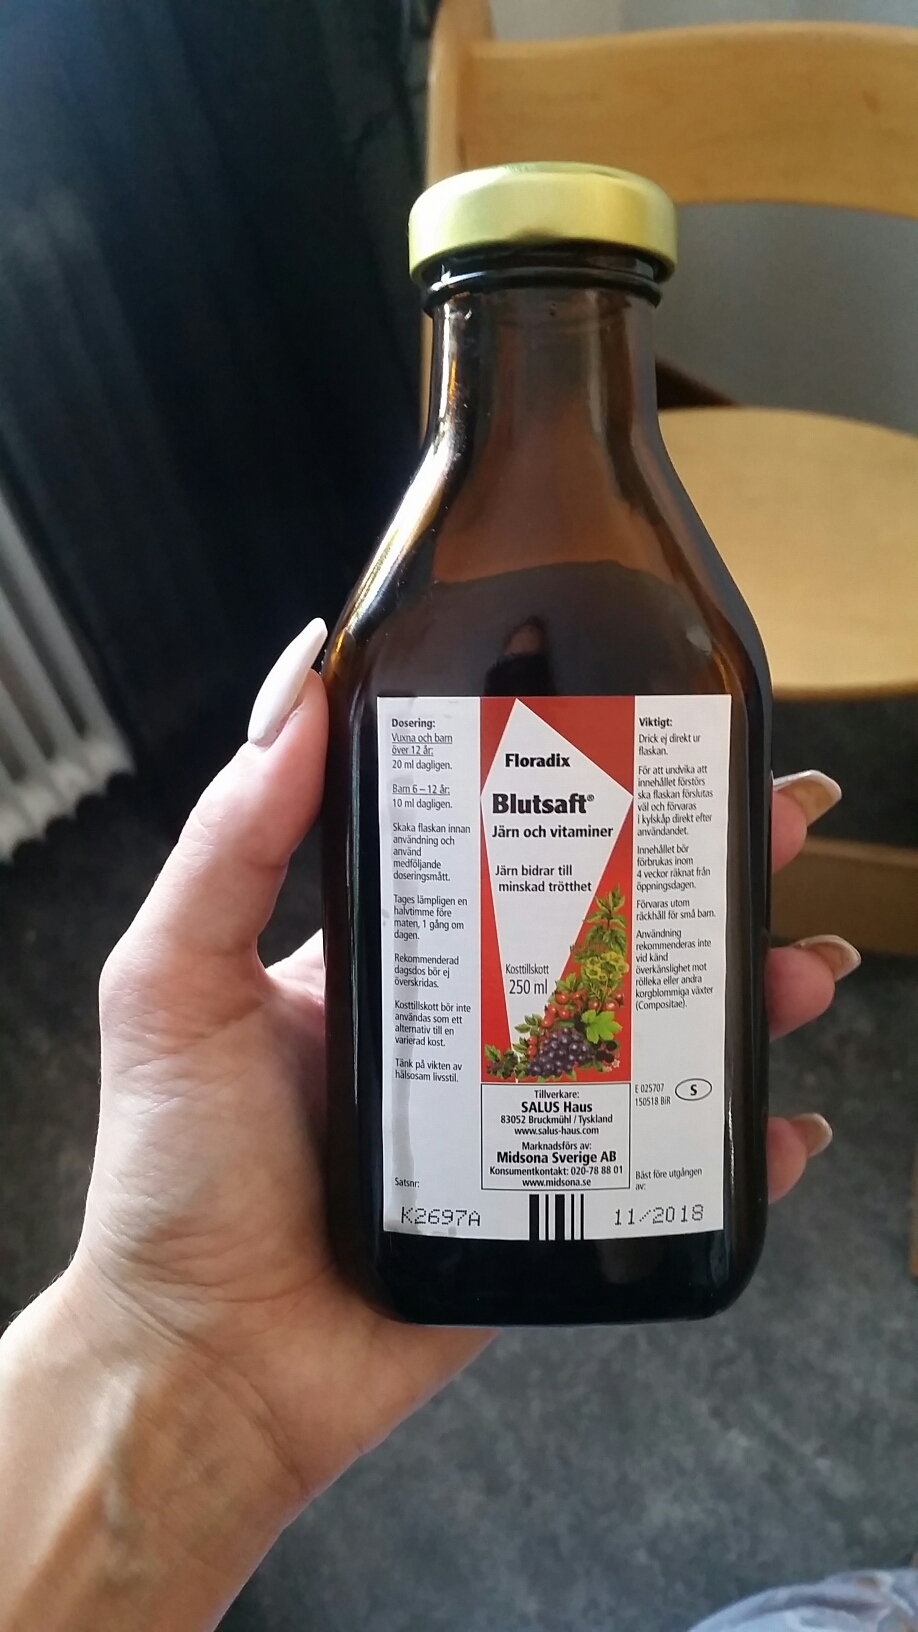 Dosering:
Vuxna och barn
över 12 år:
20 ml dagligen.
Barn 6 – 12 år:
10 ml dagligen.
Skaka flaskan innan
användning och
använd
medföljande
doseringsmått.
Tages lämpligen en
halvtimme före
maten, 1 gång om
dagen.
Rekommenderad
dagsdos bör ej
överskridas.
Kosttillskott bör inte
användas som ett
alternativ till en
varierad kost.
Tänk på vikten av
hälsosam livsstil.
Satsnr:
K2697A
Floradix
Blutsaft®
Järn och vitaminer
Järn bidrar till
minskad trötthet
Kosttillskott
250 ml
Tillverkare:
SALUS Haus
83052 Bruckmühl / Tyskland
www.salus-haus.com
Marknadsförs av:
Midsona Sverige AB
Konsumentkontakt: 020-78 88 01
www.midsona.se
Viktigt:
Drick ej direkt ur
flaskan.
För att undvika att
innehållet förstörs
ska flaskan förslutas
väl och förvaras
i kylskåp direkt efter
användandet.
Innehållet bör
förbrukas inom
4 veckor räknat från
öppningsdagen.
Förvaras utom
räckhåll för små barn.
Användning
rekommenderas inte
vid känd
överkänslighet mot
rölleka eller andra
korgblommiga växter
(Compositae).
E 025707
150518 BiR
S
Bäst före utgången
av:
11/2018